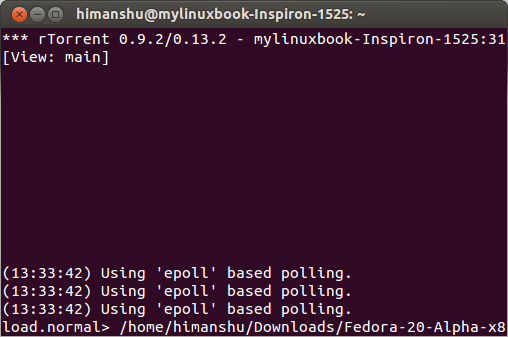 himanshu@mylinuxbook-Inspiron-1525: ~
*** rTorrent 0.9.2/0.13.2 - mylinuxbook-Inspiron-1525:31
[View: main]
(13:33:42) Using 'epoll' based polling.
(13:33:42) Using 'epoll' based polling.
(13:33:42) Using 'epoll' based polling.
load.normal> /home/himanshu/Downloads/Fedora-20-Alpha-x8